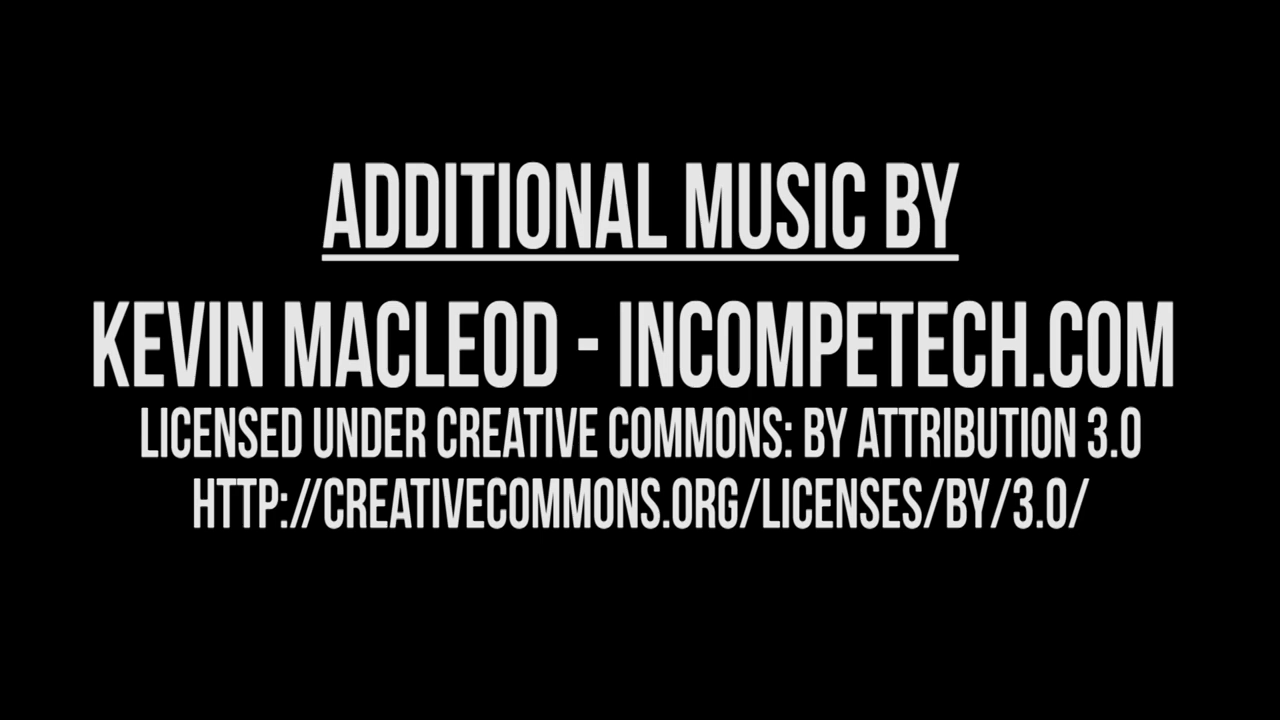 ADDITIONAL MUSIC BY
KEVIN MACLEOD - INCOMPETECH.COM
LICENSED UNDER CREATIVE COMMONS: BY ATTRIBUTION 3.0
HTTP://CREATIVECOMMONS.ORG/LICENSES/BY/3.0/